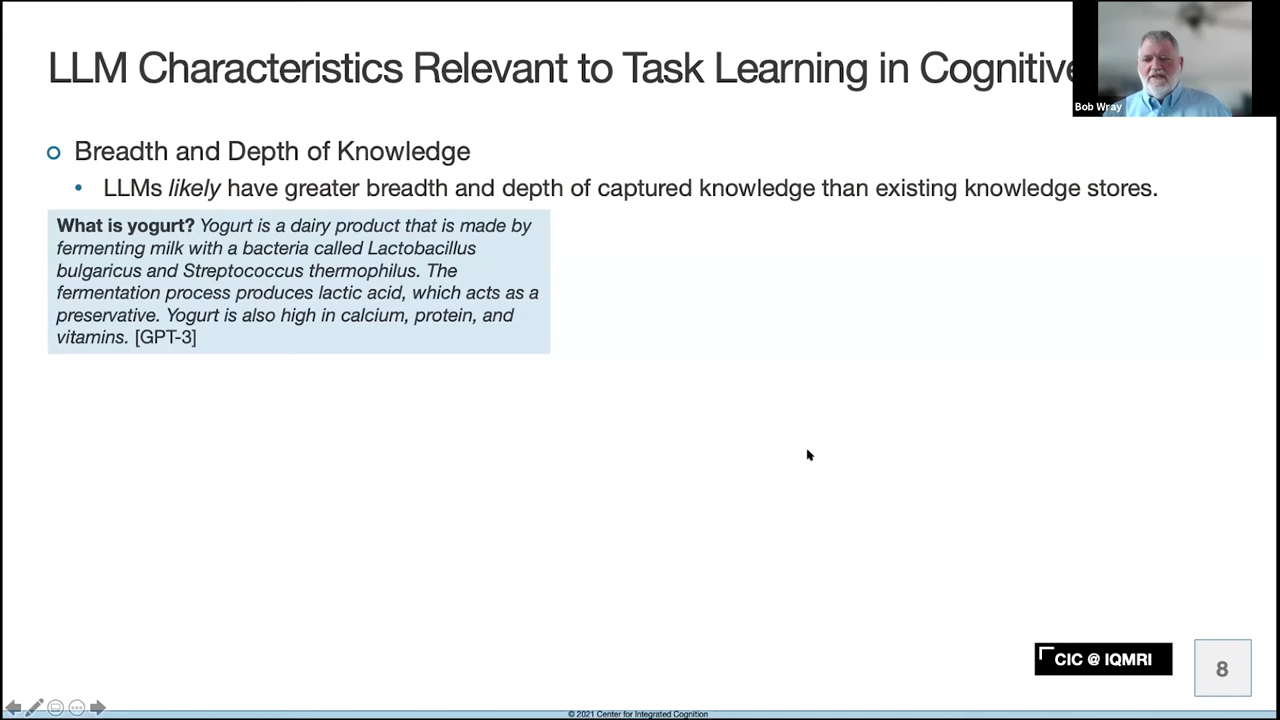 LLM Characteristics Relevant to Task Learning in Cognitive
Bob Wray
Breadth and Depth of Knowledge
LLMs likely have greater breadth and depth of captured knowledge than existing knowledge stores.
What is yogurt? Yogurt is a dairy product that is made by
fermenting milk with a bacteria called Lactobacillus
bulgaricus and Streptococcus thermophilus. The
fermentation process produces lactic acid, which acts as a
preservative. Yogurt is also high in calcium, protein, and
vitamins. [GPT-3]
CIC @ IQMRI
8
© 2021 Center for Integrated Cognition